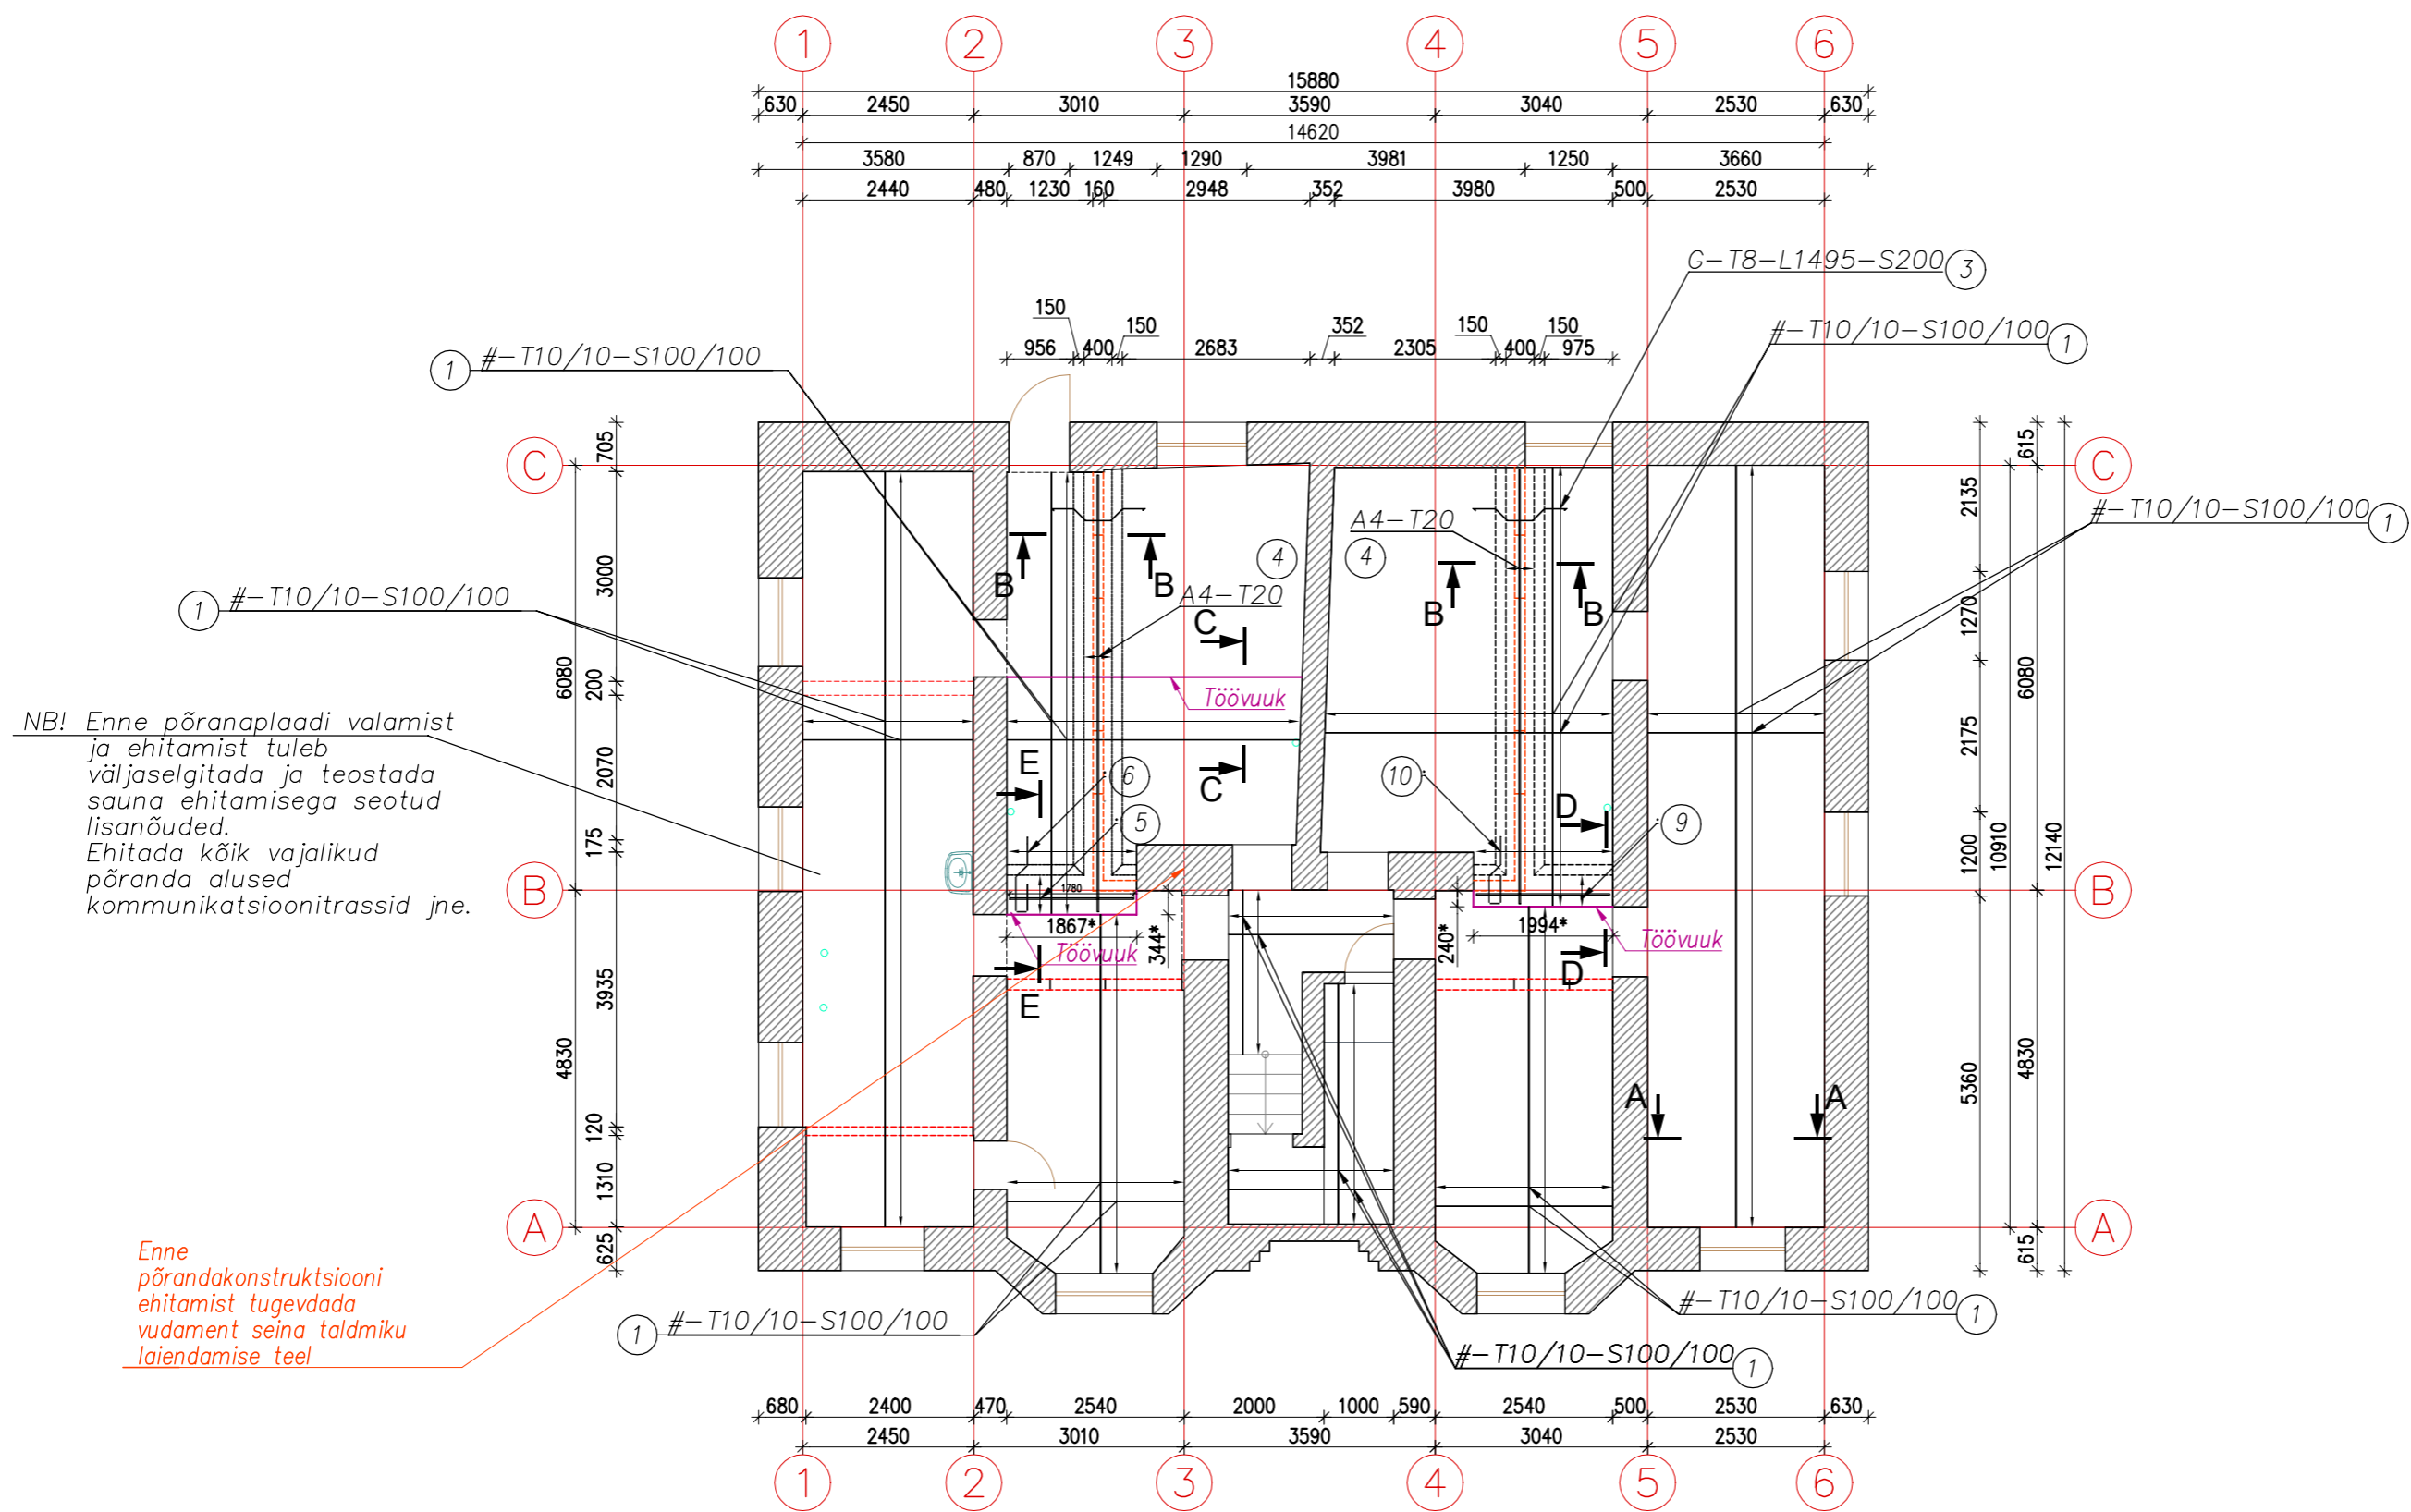 1 2 3 4 5 6
15880
630 2450 3010 3590 3040 2530 630
14620
3580 870 1249 1290 3981 1250 3660
2440 480 1230 160 2948 352 3980 500 2530
G-T8-L1495-S200 3
150 150 352 150 150
956 400 2683 2305 400 975
#-T10/10-S100/100 1
1 #-T10/10-S100/100
C C
705 615
2135
#-T10/10-S100/100 1
A4-T20
4 4
3000
B B B B
A4-T20
C
1 #-T10/10-S100/100
1270
6080 200 6080
Töövuuk
NB! Enne põranaplaadi valamist
ja ehitamist tuleb
väljaselgitada ja teostada
sauna ehitamisega seotud
lisanõuded.
Ehitada kõik vajalikud
põranda alused
kommunikatsioonitrassid jne.
2070 2175
E 6 C 10 D
5 9
175 1200 10910 12140
B B
1780
1867* 344* 240* 1994*
Töövuuk Töövuuk
D
E
3935
4830 4830
5360
A A
120
1310
A A
625 615
Enne
põrandakonstruktsiooni
ehitamist tugevdada
vudament seina taldmiku
laiendamise teel
1 #-T10/10-S100/100
#-T10/10-S100/100 1
#-T10/10-S100/100 1
680 2400 470 2540 2000 1000 590 2540 500 2530 630
2450 3010 3590 3040 2530
1 2 3 4 5 6